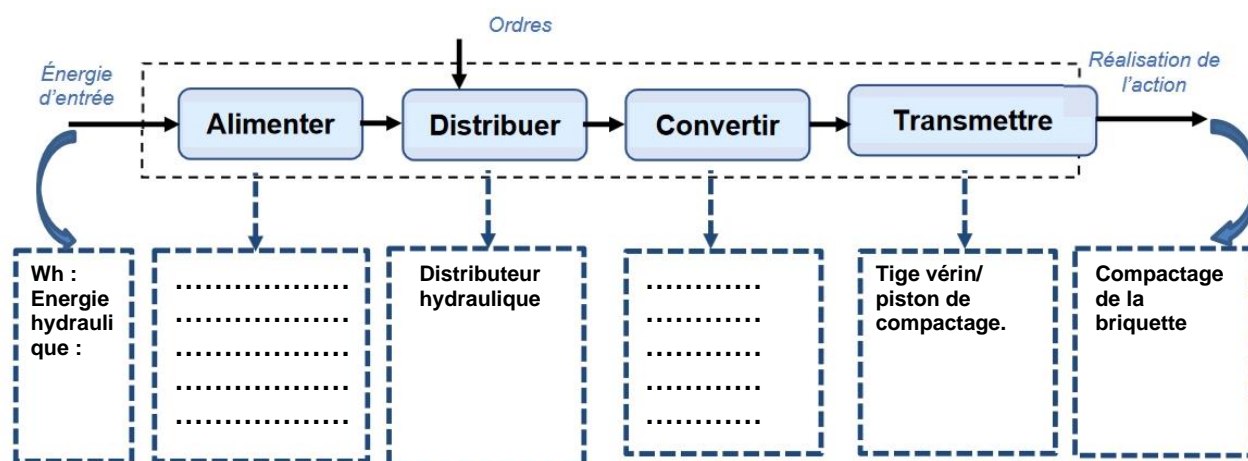 Ordres
Énergie
d'entrée
Réalisation de
l'action
Alimenter
Distribuer
Convertir
Transmettre
Wh :
Energie
hydrauli
que :
..................
..................
..................
..................
..................
Distributeur
hydraulique
............
............
............
............
............
Tige vérin/
piston de
compactage.
Compactage
de la
briquette